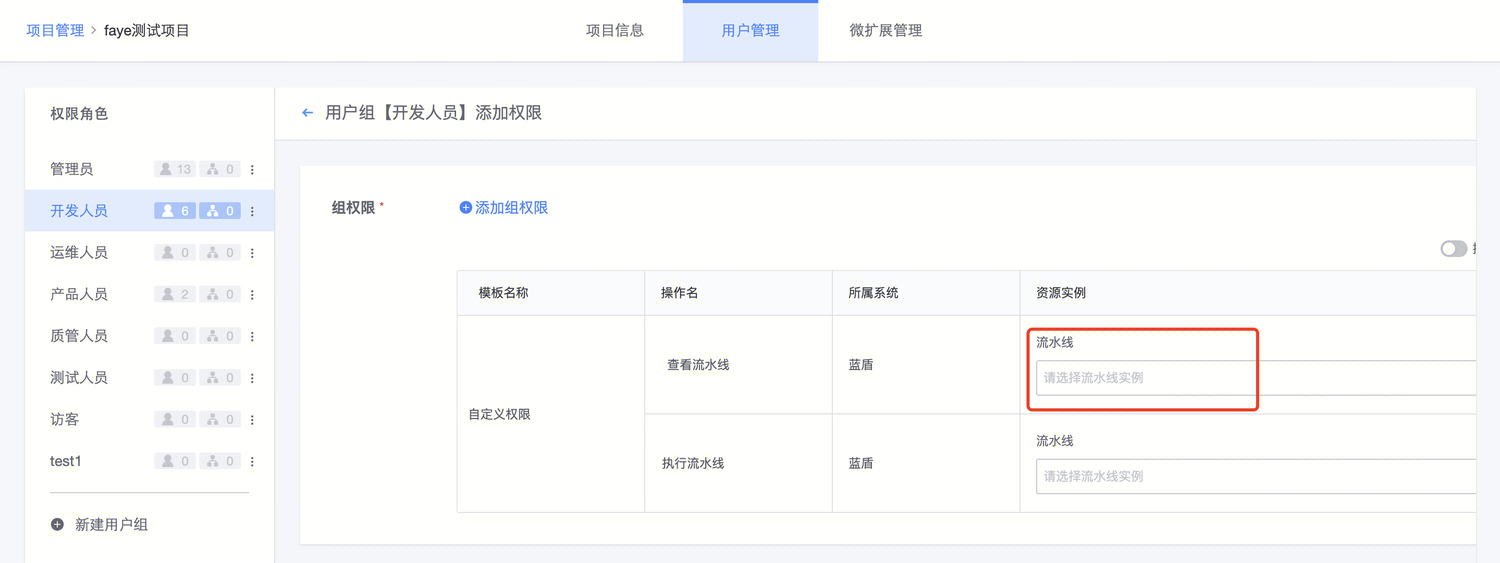 项目管理 > faye测试项目
项目信息
用户管理
微扩展管理
权限角色
管理员 13 0
开发人员 6 0
运维人员 0 0
产品人员 2 0
质管人员 0 0
测试人员 0 0
访客 0 0
test1 0 0
新建用户组
用户组【开发人员】添加权限
组权限 *
添加组权限
模板名称 操作名 所属系统 资源实例
自定义权限
查看流水线 蓝盾
流水线
请选择流水线实例
执行流水线 蓝盾
流水线
请选择流水线实例